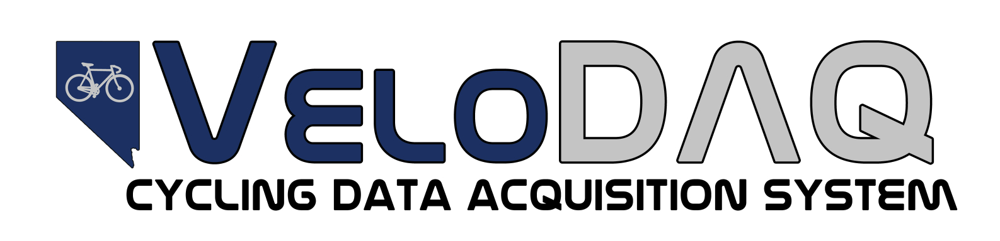 VELODAQ
CYCLING DATA ACQUISITION SYSTEM